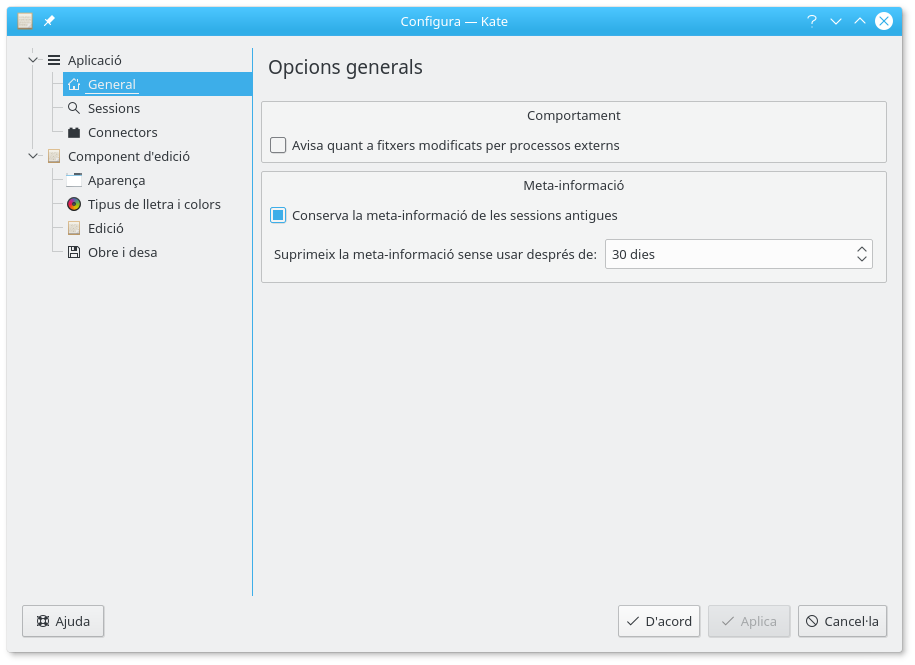 Configura — Kate
Aplicació
General
Sessions
Connectors
Component d'edició
Aparença
Tipus de lletra i colors
Edició
Obre i desa
Opcions generals
Comportament
Avisa quant a fitxers modificats per processos externs
Meta-informació
Conserva la meta-informació de les sessions antigues
Suprimeix la meta-informació sense usar després de: 30 dies
Ajuda
D'acord
Aplica
Cancel·la